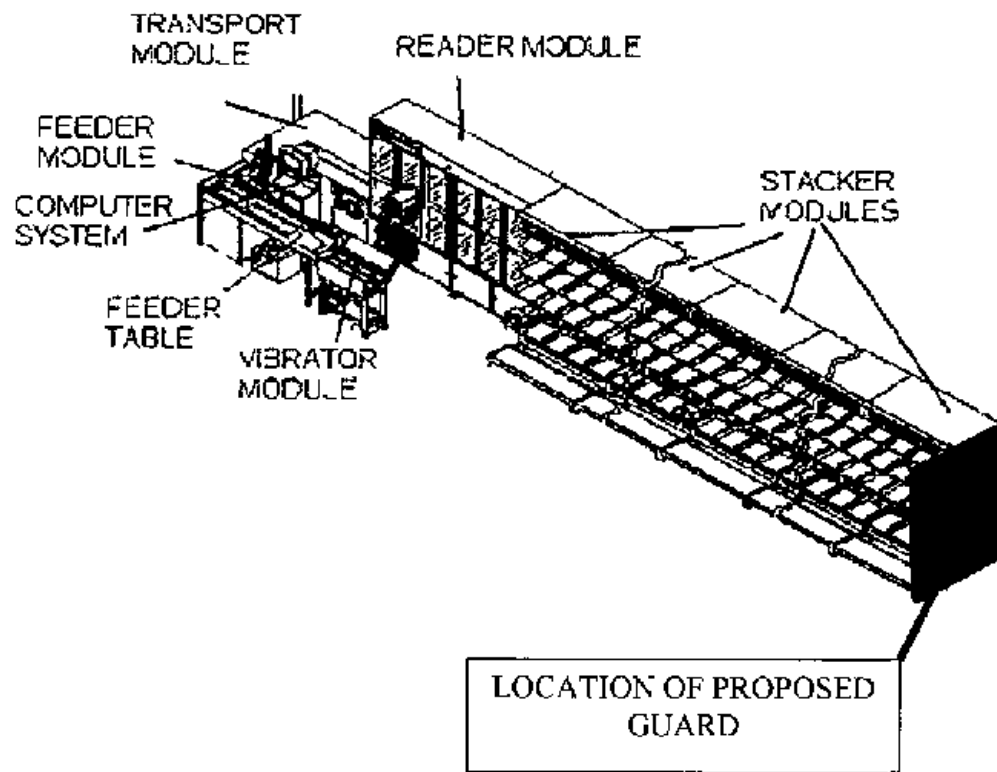 TRANSPORT
MODULE
READER MODULE
FEEDER
MODULE
COMPUTER
SYSTEM
STACKER
MODULES
FEEDER
TABLE
VIBRATOR
MODULE
LOCATION OF PROPOSED
GUARD